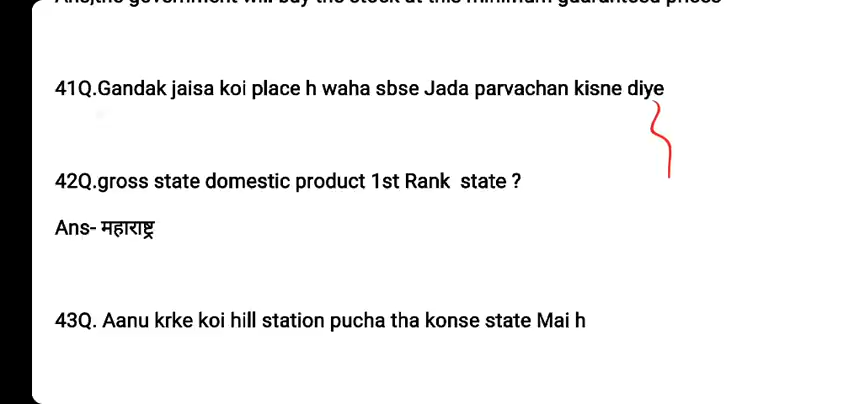 41Q.Gandak jaisa koi place h waha sbse Jada parvachan kisne diye
42Q.gross state domestic product 1st Rank state ?
Ans- महाराष्ट्र
43Q. Aanu krke koi hill station pucha tha konse state Mai h